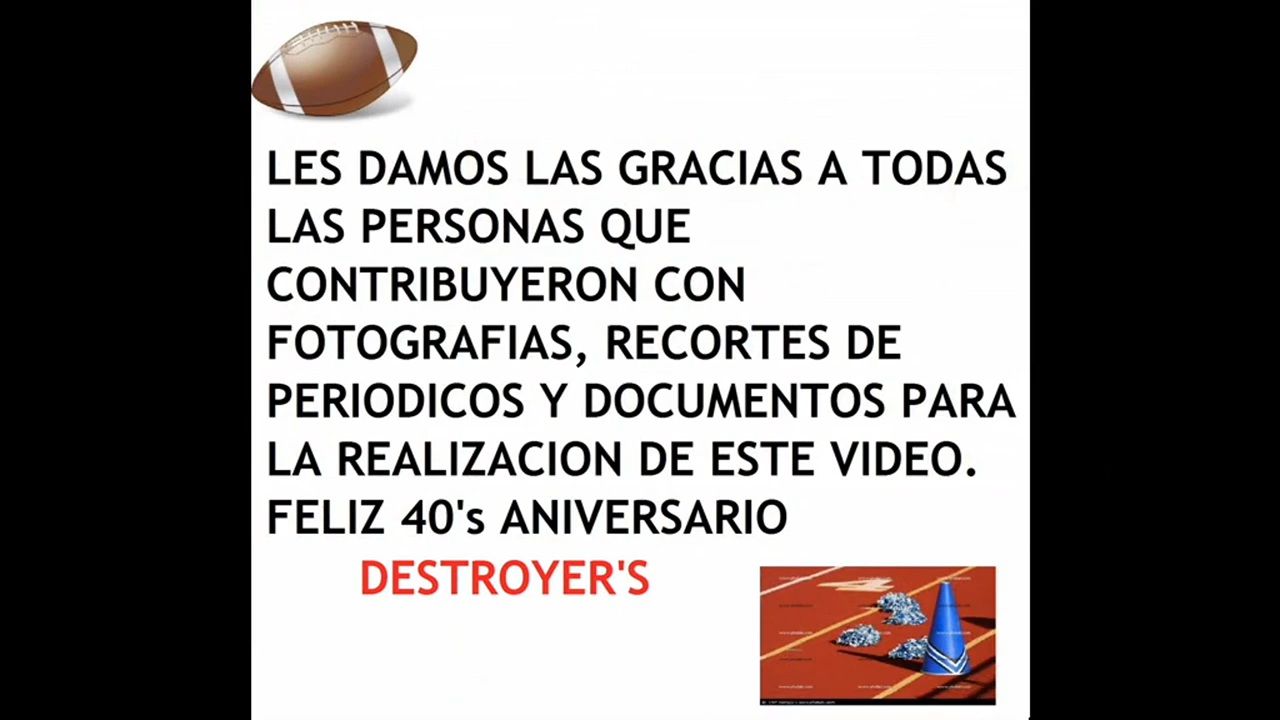 LES DAMOS LAS GRACIAS A TODAS
LAS PERSONAS QUE
CONTRIBUYERON CON
FOTOGRAFIAS, RECORTES DE
PERIODICOS Y DOCUMENTOS PARA
LA REALIZACION DE ESTE VIDEO.
FELIZ 40's ANIVERSARIO
DESTROYER'S